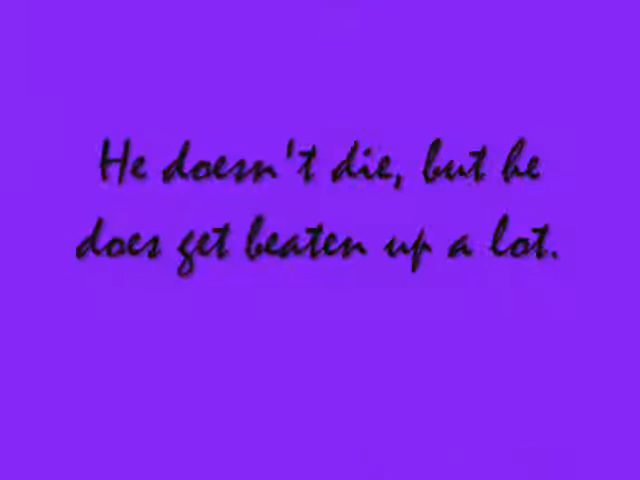 He doesn't die, but he
does get beaten up a lot.